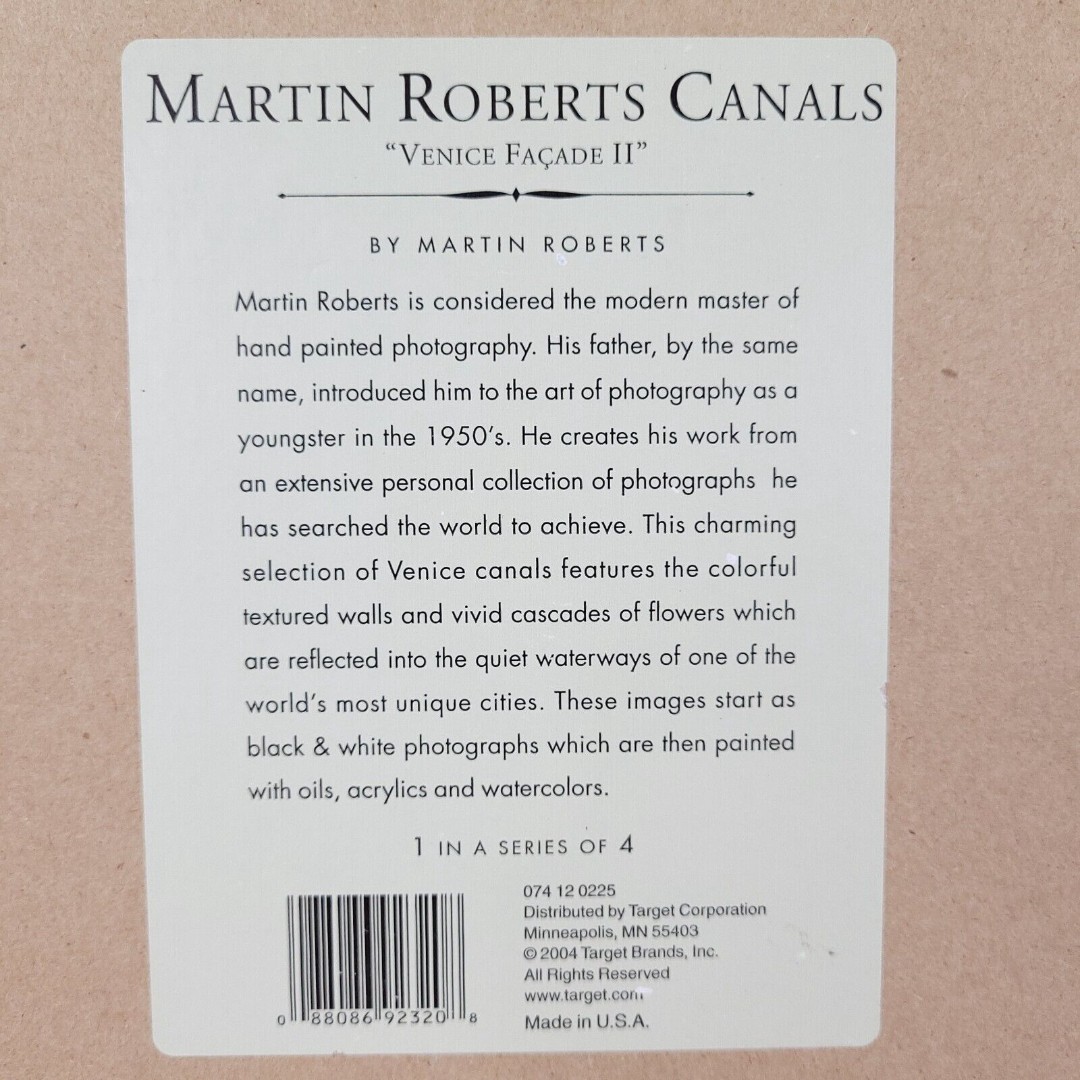 MARTIN ROBERTS CANALS
“VENICE FAÇADE II”
BY MARTIN ROBERTS
Martin Roberts is considered the modern master of
hand painted photography. His father, by the same
name, introduced him to the art of photography as a
youngster in the 1950’s. He creates his work from
an extensive personal collection of photographs he
has searched the world to achieve. This charming
selection of Venice canals features the colorful
textured walls and vivid cascades of flowers which
are reflected into the quiet waterways of one of the
world’s most unique cities. These images start as
black & white photographs which are then painted
with oils, acrylics and watercolors.
1 IN A SERIES OF 4
074 12 0225
Distributed by Target Corporation
Minneapolis, MN 55403
© 2004 Target Brands, Inc.
All Rights Reserved
www.target.com
Made in U.S.A.
0 88086 92320 8